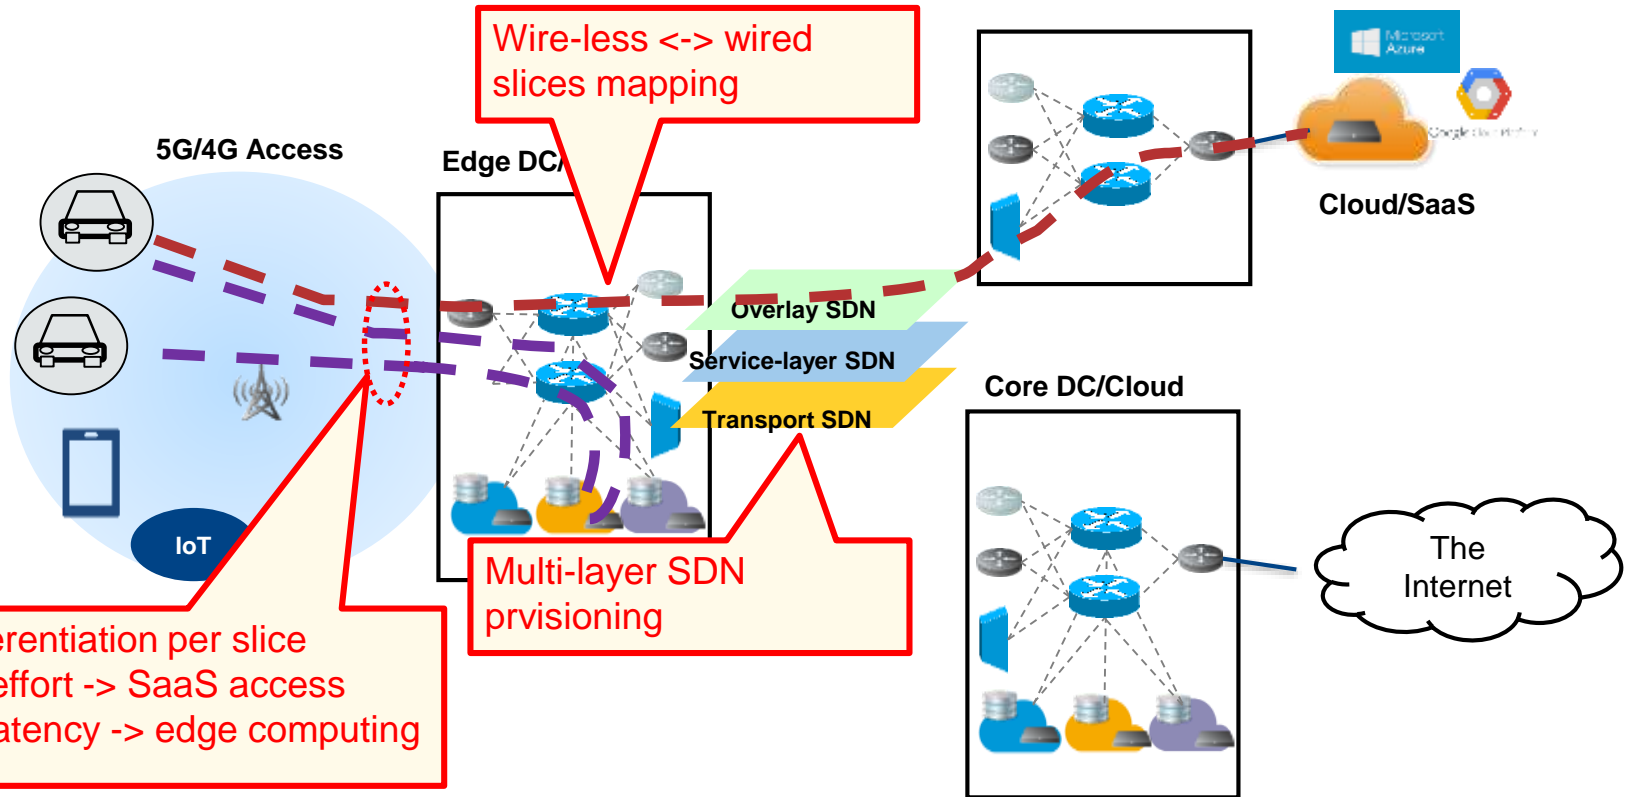 Wire-less <-> wired
slices mapping
Microsoft
Azure
5G/4G Access
Edge DC/
Cloud/SaaS
Overlay SDN
Service-layer SDN
Transport SDN
Core DC/Cloud
IoT
The
Internet
Multi-layer SDN
prvisioning
erentiation per slice
effort -> SaaS access
atency -> edge computing